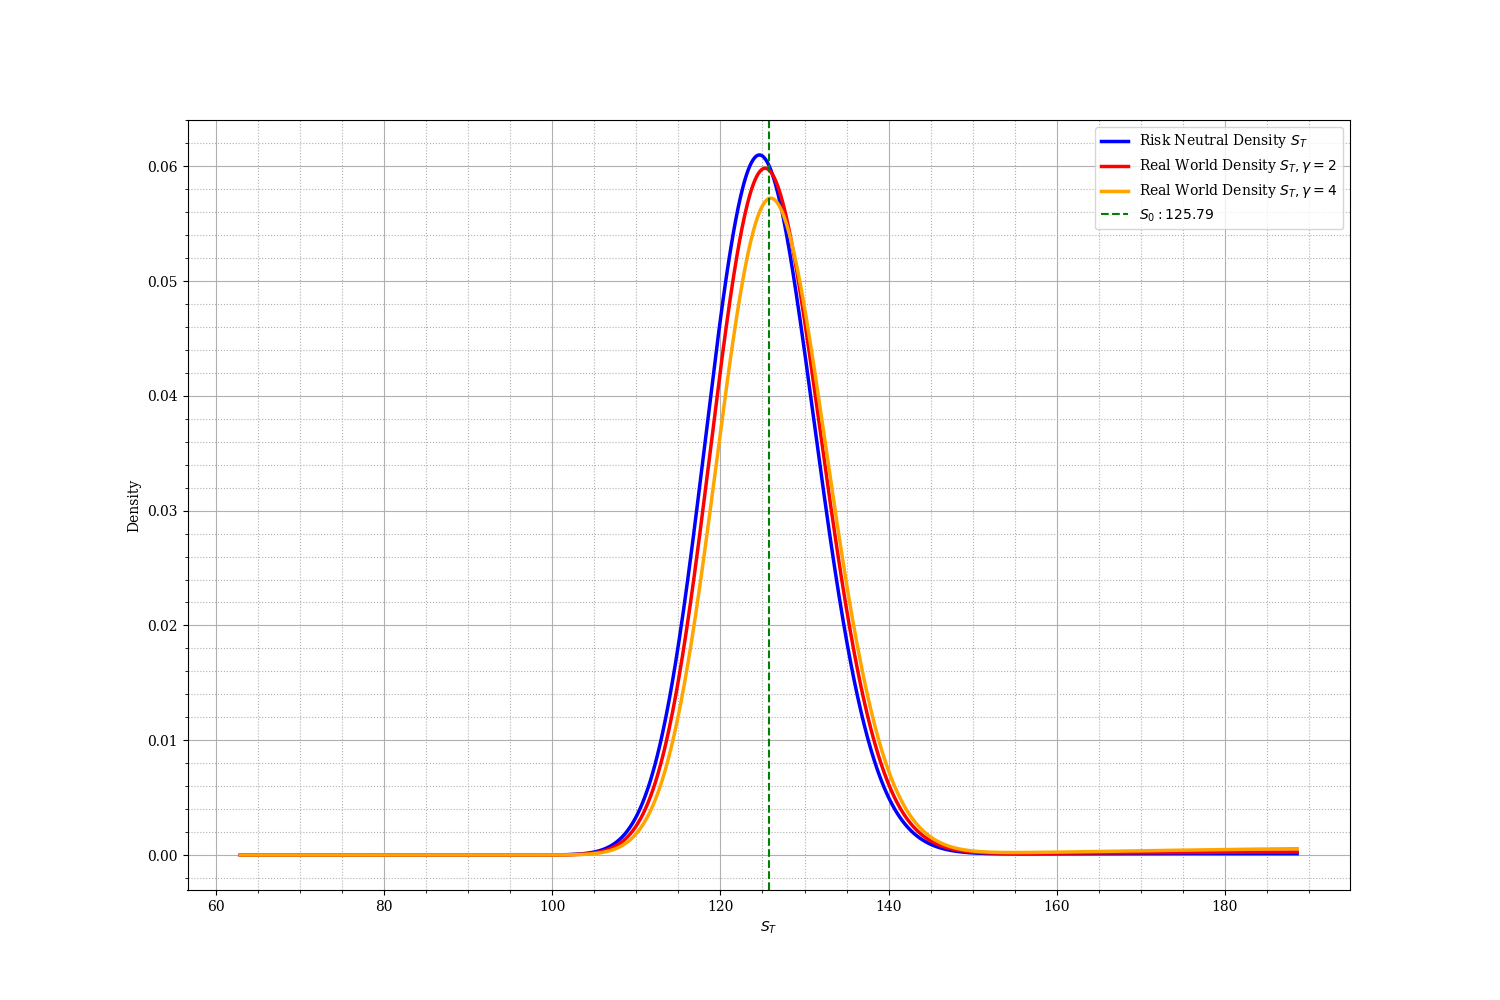 Risk Neutral Density S_T
Real World Density S_T, γ = 2
Real World Density S_T, γ = 4
S_0 : 125.79
0.06
0.05
0.04
0.03
0.02
0.01
0.00
Density
60 80 100 120 140 160 180
S_T